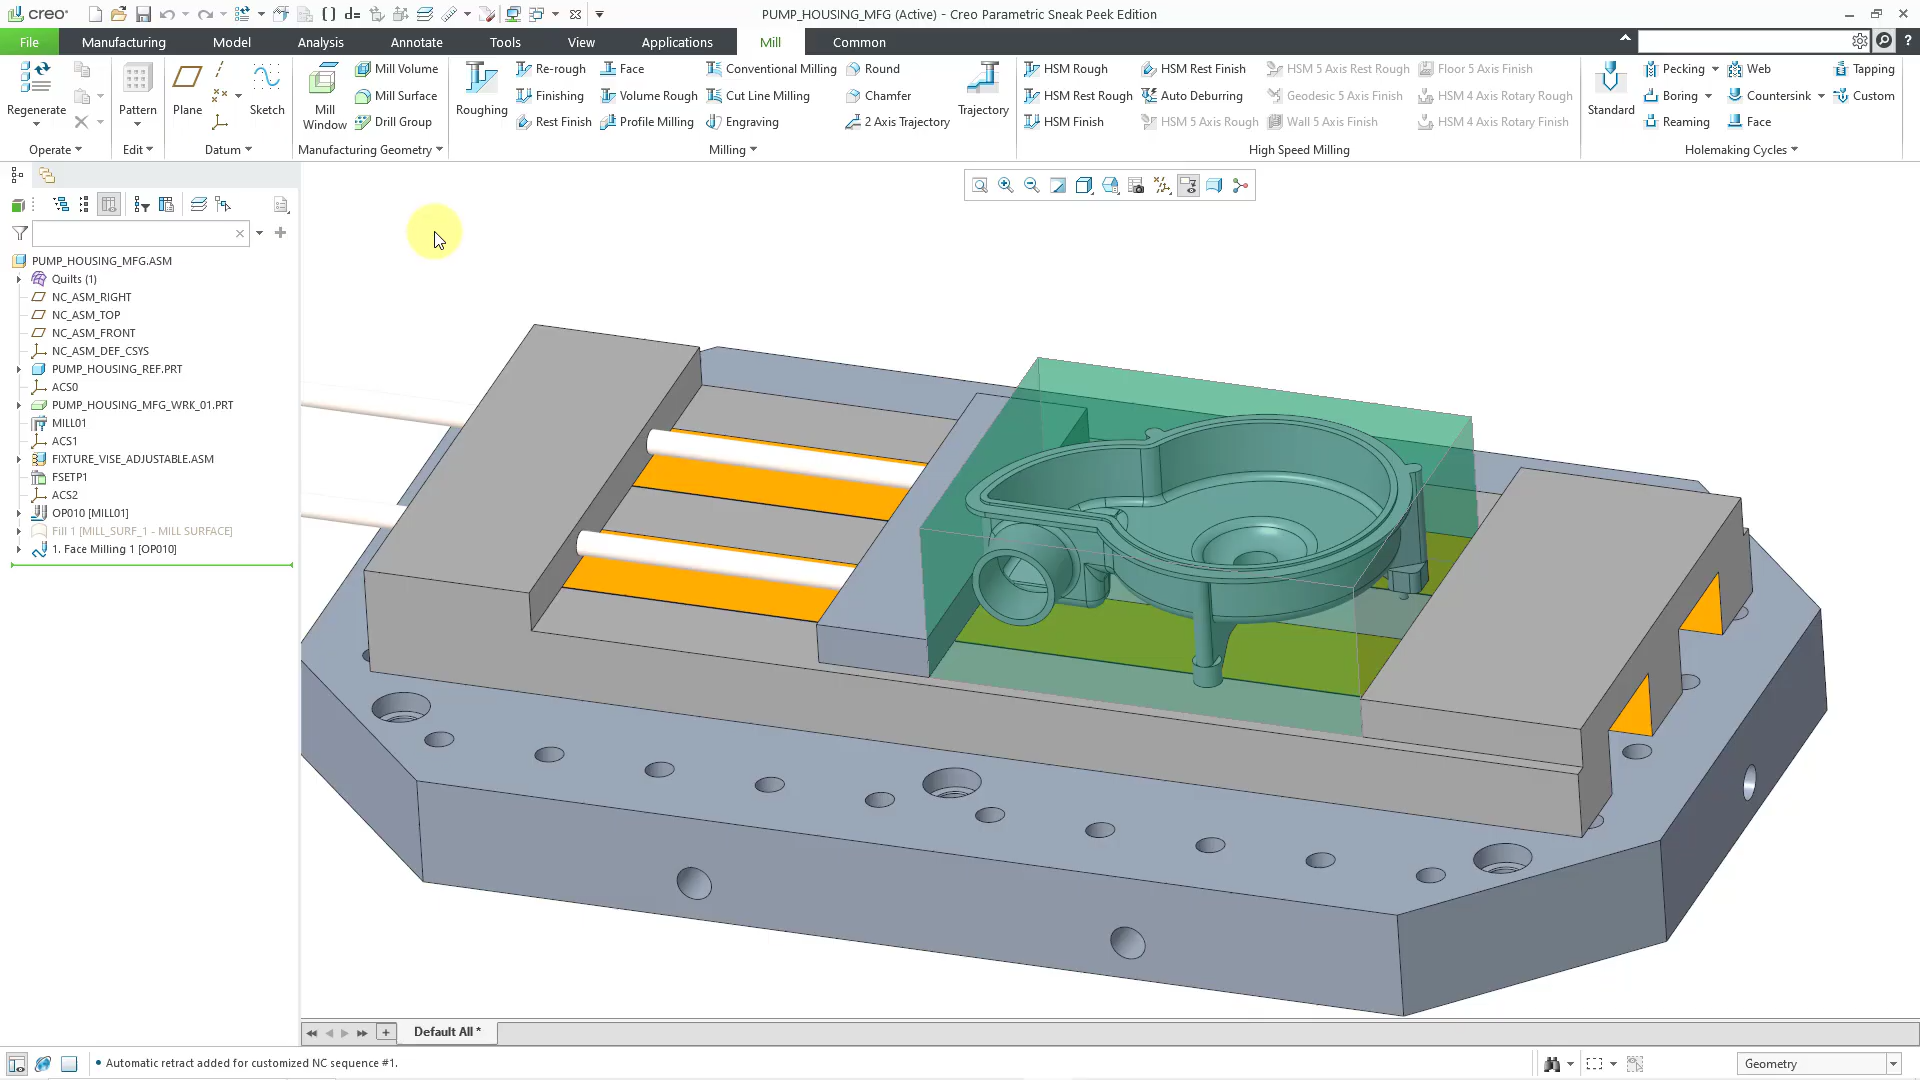 creo
PUMP_HOUSING_MFG (Active) - Creo Parametric Sneak Peek Edition
File Manufacturing Model Analysis Annotate Tools View Applications Mill Common
Regenerate
Operate
Pattern
Edit
Plane
Sketch
Datum
Mill Window
Mill Volume
Mill Surface
Drill Group
Manufacturing Geometry
Roughing
Re-rough
Finishing
Rest Finish
Face
Volume Rough
Profile Milling
Conventional Milling
Cut Line Milling
Engraving
Round
Chamfer
2 Axis Trajectory
Trajectory
Milling
HSM Rough
HSM Rest Rough
HSM Finish
HSM Rest Finish
Auto Deburring
HSM 5 Axis Rough
HSM 5 Axis Rest Rough
Geodesic 5 Axis Finish
Wall 5 Axis Finish
Floor 5 Axis Finish
HSM 4 Axis Rotary Rough
HSM 4 Axis Rotary Finish
High Speed Milling
Standard
Pecking
Boring
Reaming
Web
Countersink
Face
Tapping
Custom
Holemaking Cycles
PUMP_HOUSING_MFG.ASM
Quilts (1)
NC_ASM_RIGHT
NC_ASM_TOP
NC_ASM_FRONT
NC_ASM_DEF_CSYS
PUMP_HOUSING_REF.PRT
ACS0
PUMP_HOUSING_MFG_WRK_01.PRT
MILL01
ACS1
FIXTURE_VISE_ADJUSTABLE.ASM
FSETP1
ACS2
OP010 [MILL01]
Fill 1 [MILL_SURF_1 - MILL SURFACE]
1. Face Milling 1 [OP010]
Default All *
• Automatic retract added for customized NC sequence #1.
Geometry